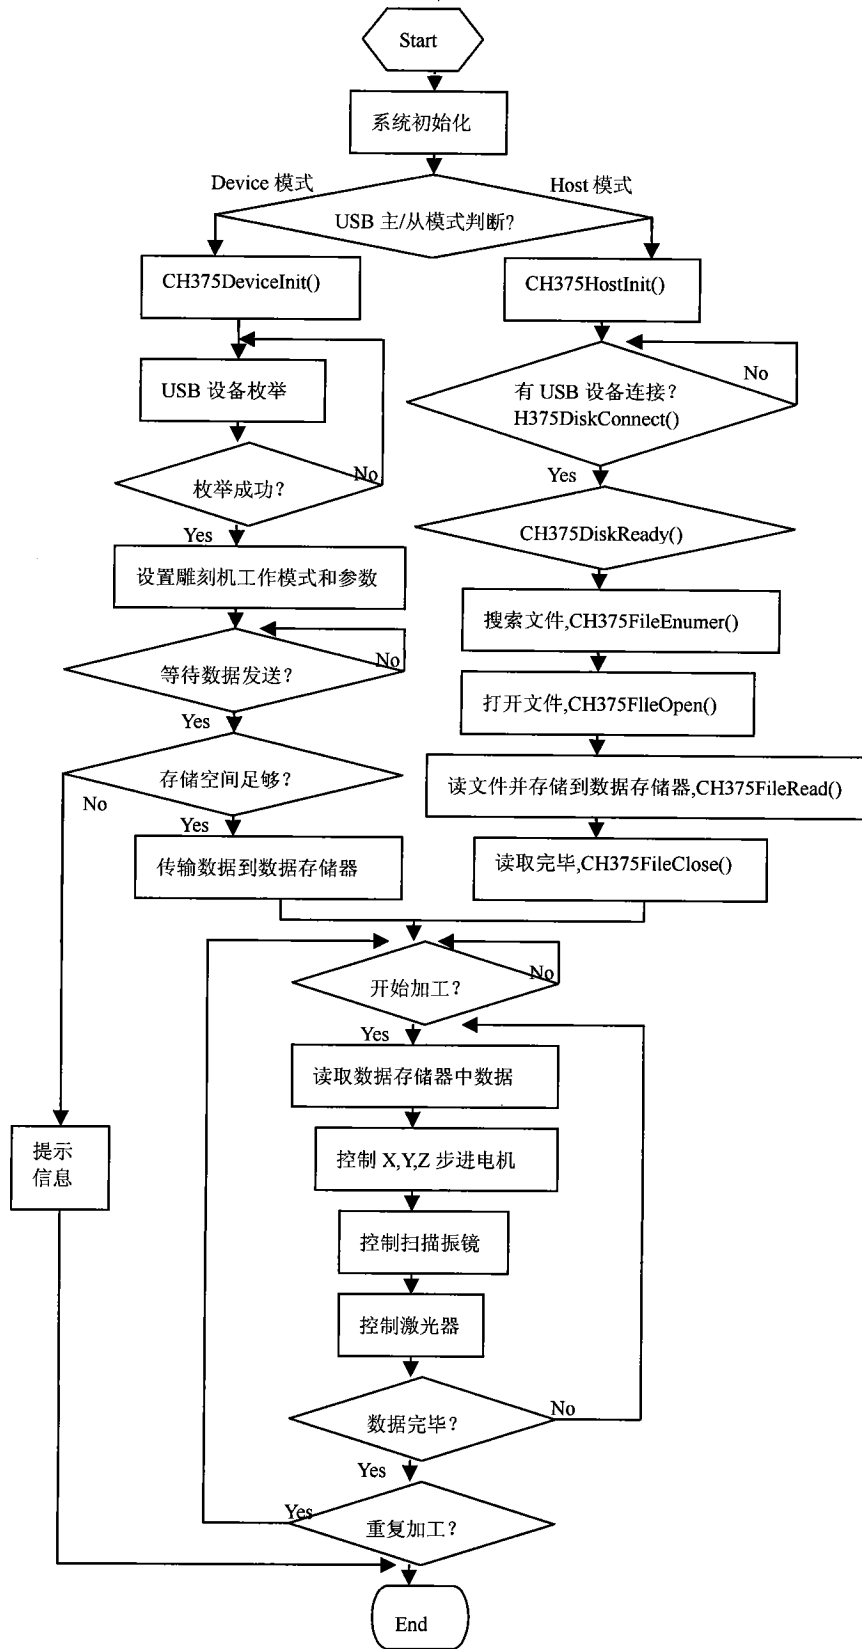 Start
系统初始化
Device 模式
Host 模式
USB 主/从模式判断?
CH375DeviceInit()
CH375HostInit()
USB 设备枚举
No
有 USB 设备连接?
H375DiskConnect()
No
枚举成功?
Yes
Yes
CH375DiskReady()
设置雕刻机工作模式和参数
搜索文件,CH375FileEnumer()
No
等待数据发送?
打开文件,CH375FIleOpen()
Yes
存储空间足够?
读文件并存储到数据存储器,CH375FileRead()
No
Yes
传输数据到数据存储器
读取完毕,CH375FileClose()
No
开始加工?
Yes
读取数据存储器中数据
提示
信息
控制 X,Y,Z 步进电机
控制扫描振镜
控制激光器
No
数据完毕?
Yes
Yes
重复加工?
End